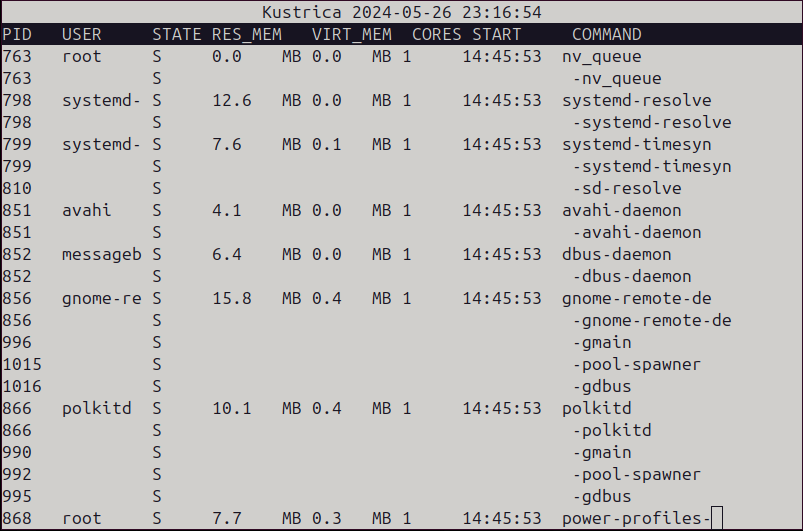 Kustrica 2024-05-26 23:16:54
PID USER STATE RES_MEM VIRT_MEM CORES START COMMAND
763 root S 0.0 MB 0.0 MB 1 14:45:53 nv_queue
763 S -nv_queue
798 systemd- S 12.6 MB 0.0 MB 1 14:45:53 systemd-resolve
798 S -systemd-resolve
799 systemd- S 7.6 MB 0.1 MB 1 14:45:53 systemd-timesyn
799 S -systemd-timesyn
810 S -sd-resolve
851 avahi S 4.1 MB 0.0 MB 1 14:45:53 avahi-daemon
851 S -avahi-daemon
852 messageb S 6.4 MB 0.0 MB 1 14:45:53 dbus-daemon
852 S -dbus-daemon
856 gnome-re S 15.8 MB 0.4 MB 1 14:45:53 gnome-remote-de
856 S -gnome-remote-de
996 S -gmain
1015 S -pool-spawner
1016 S -gdbus
866 polkitd S 10.1 MB 0.4 MB 1 14:45:53 polkitd
866 S -polkitd
990 S -gmain
992 S -pool-spawner
995 S -gdbus
868 root S 7.7 MB 0.3 MB 1 14:45:53 power-profiles-